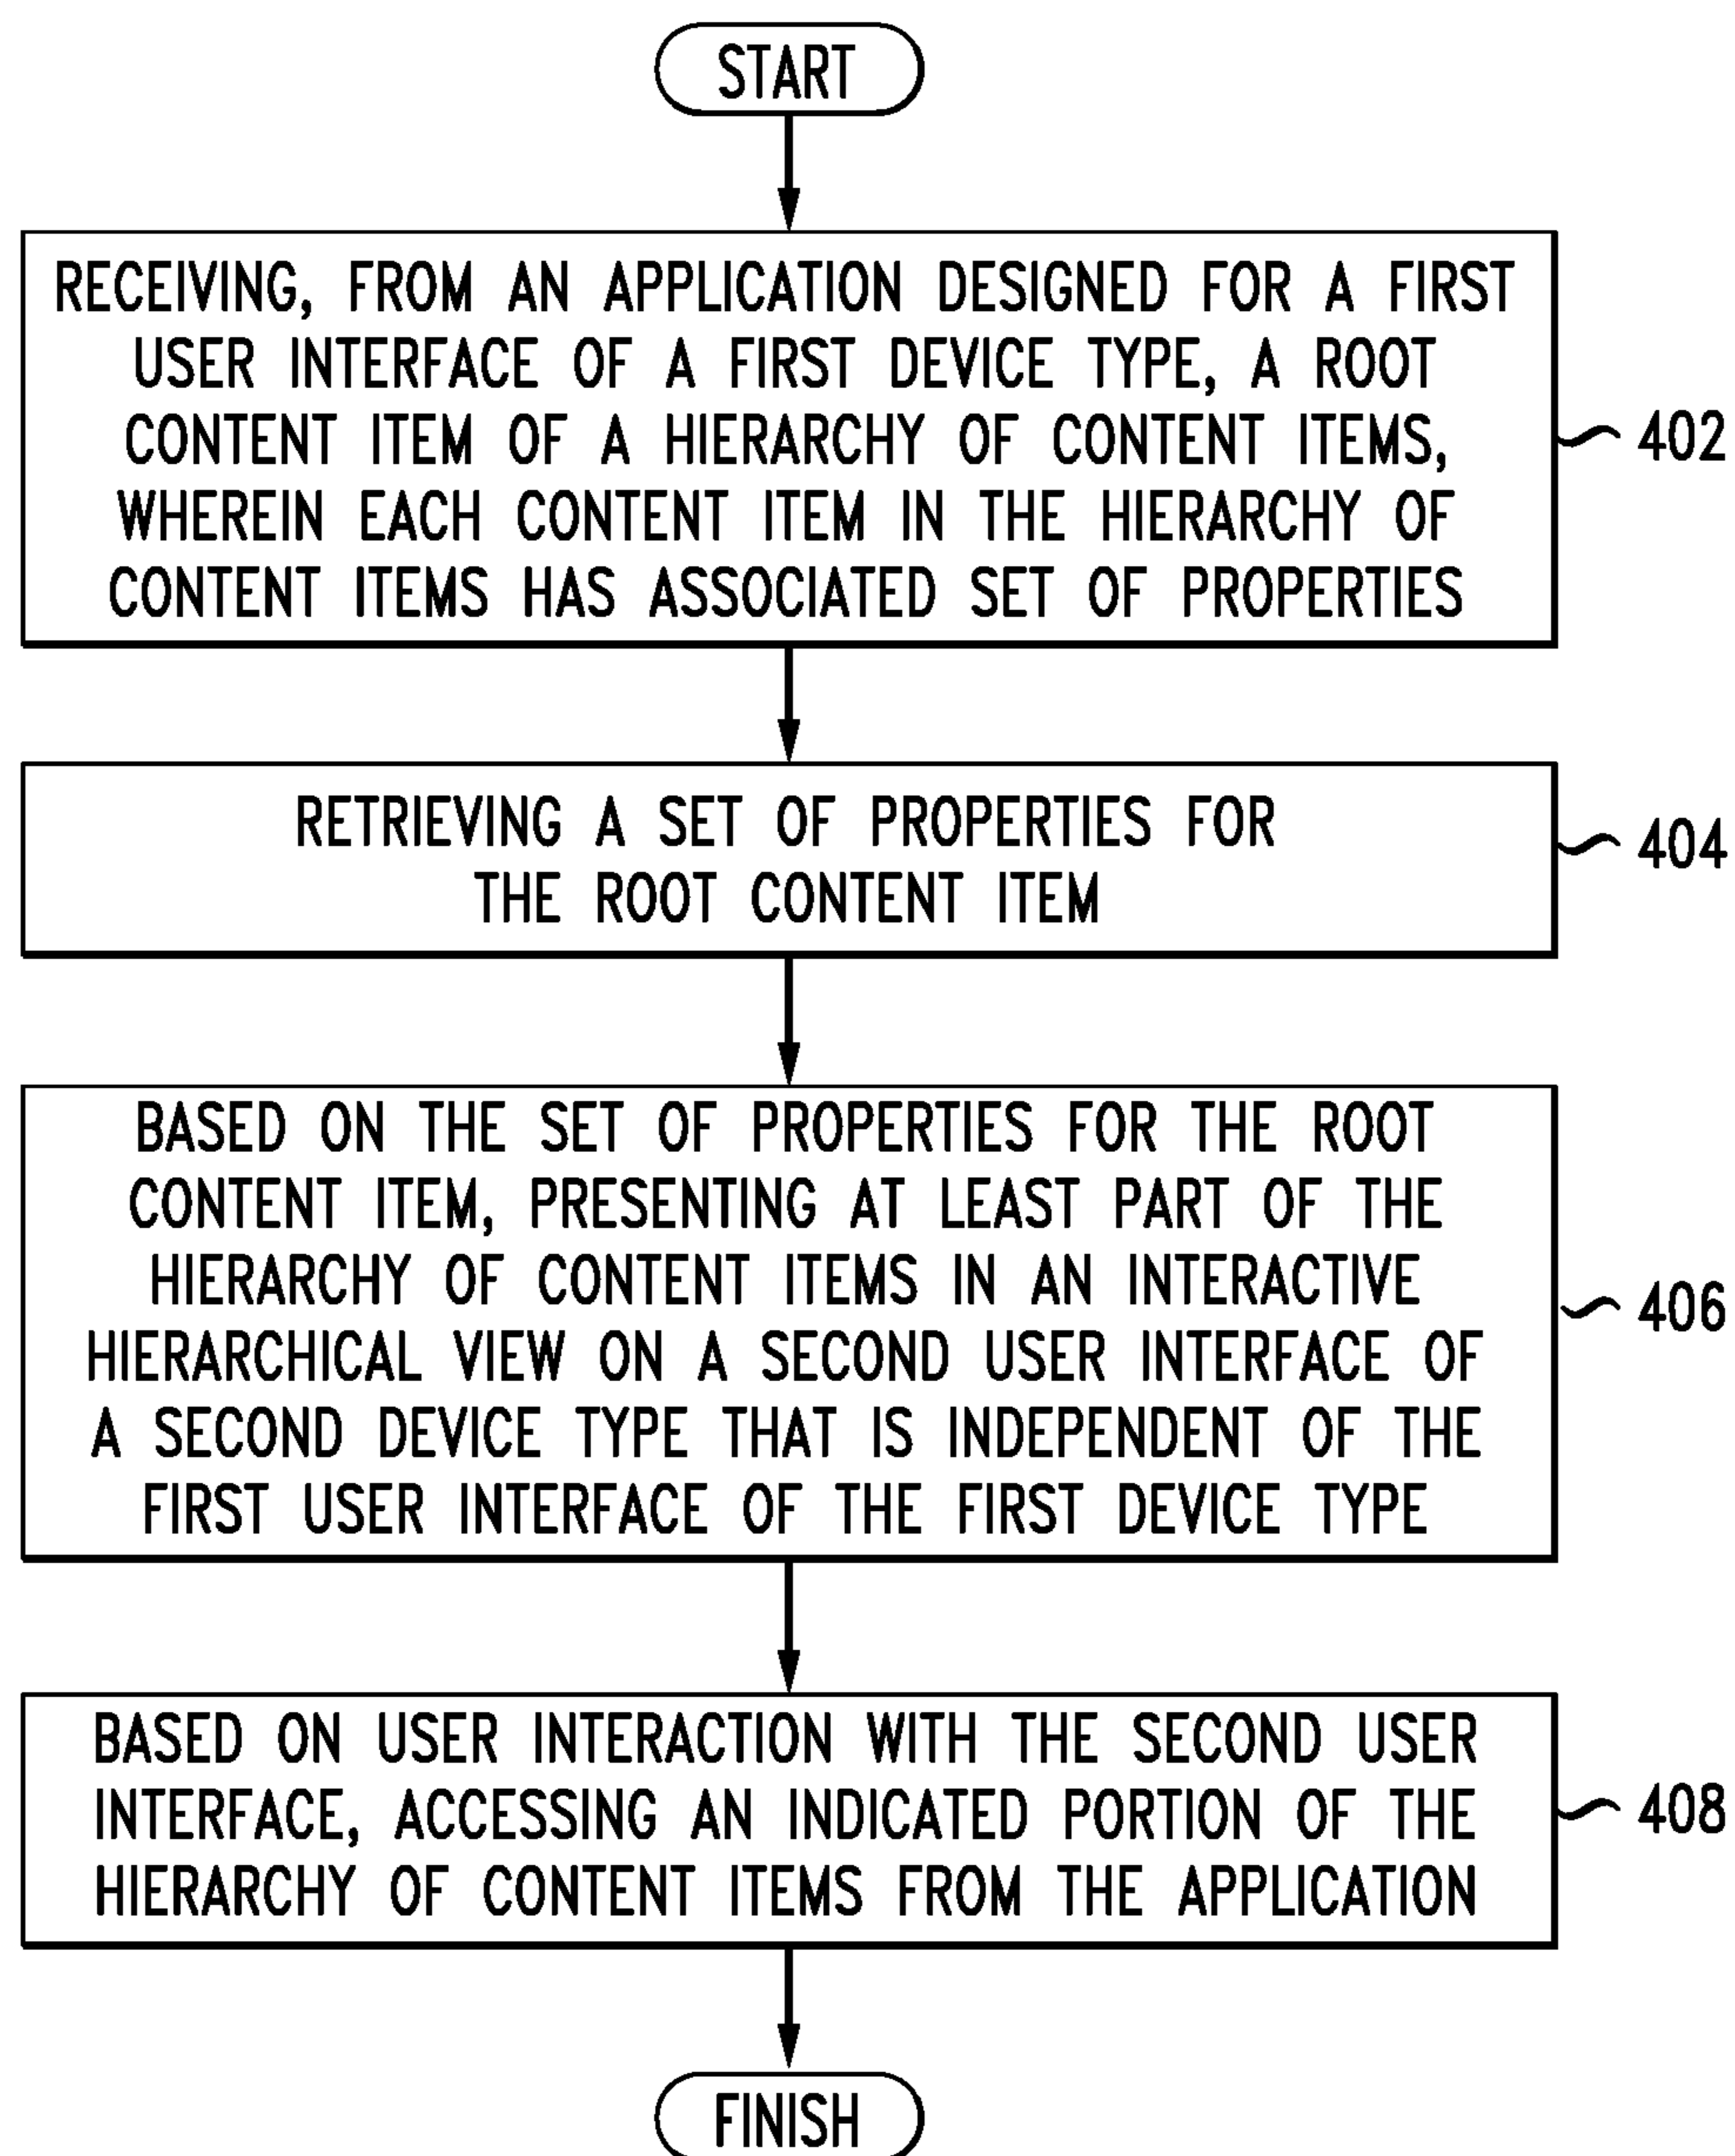 START
RECEIVING, FROM AN APPLICATION DESIGNED FOR A FIRST
USER INTERFACE OF A FIRST DEVICE TYPE, A ROOT
CONTENT ITEM OF A HIERARCHY OF CONTENT ITEMS,
WHEREIN EACH CONTENT ITEM IN THE HIERARCHY OF
CONTENT ITEMS HAS ASSOCIATED SET OF PROPERTIES
402
RETRIEVING A SET OF PROPERTIES FOR
THE ROOT CONTENT ITEM
404
BASED ON THE SET OF PROPERTIES FOR THE ROOT
CONTENT ITEM, PRESENTING AT LEAST PART OF THE
HIERARCHY OF CONTENT ITEMS IN AN INTERACTIVE
HIERARCHICAL VIEW ON A SECOND USER INTERFACE OF
A SECOND DEVICE TYPE THAT IS INDEPENDENT OF THE
FIRST USER INTERFACE OF THE FIRST DEVICE TYPE
406
BASED ON USER INTERACTION WITH THE SECOND USER
INTERFACE, ACCESSING AN INDICATED PORTION OF THE
HIERARCHY OF CONTENT ITEMS FROM THE APPLICATION
408
FINISH